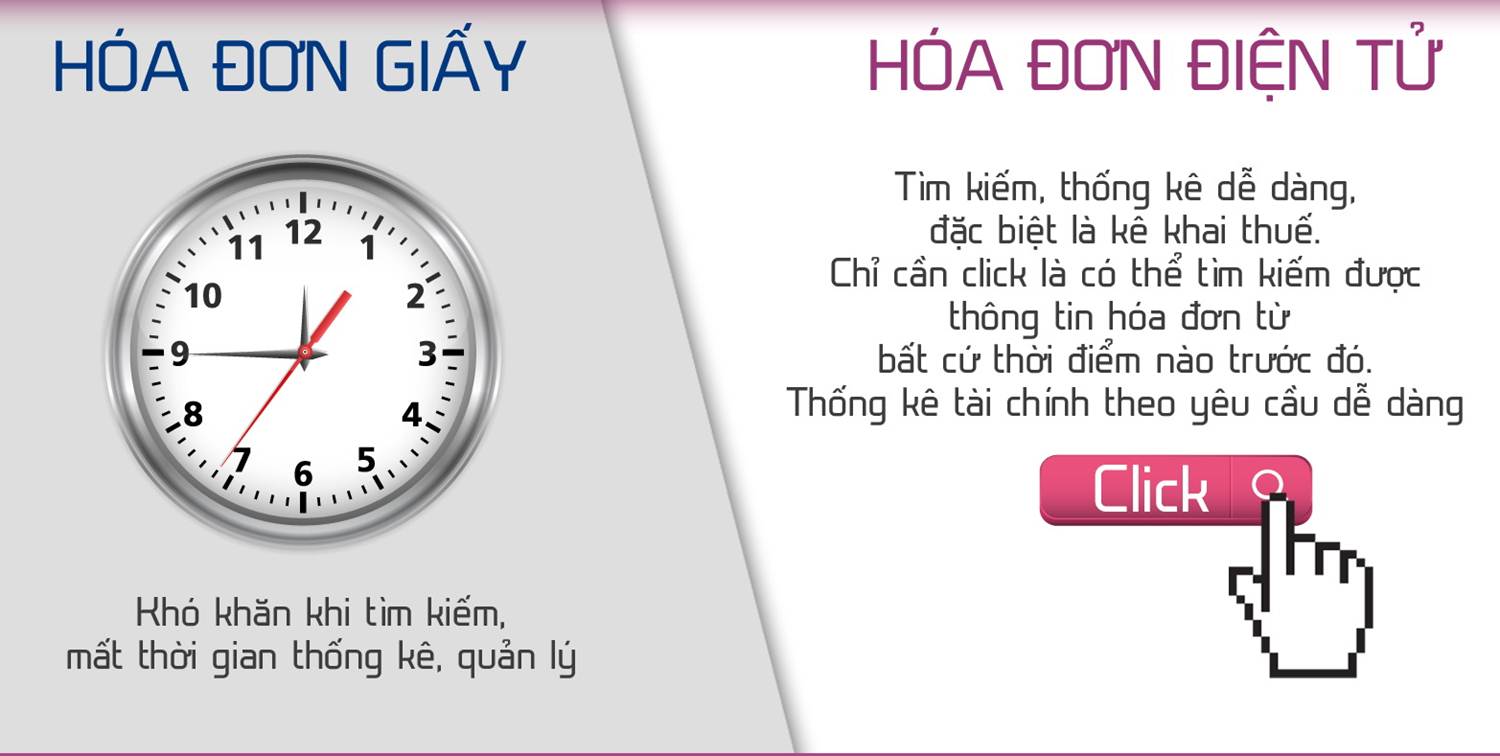 HÓA ĐƠN GIẤY
12
11
1
10
2
9
3
8
4
7
5
6
Khó khăn khi tìm kiếm,
mất thời gian thống kê, quản lý
HÓA ĐƠN ĐIỆN TỬ
Tìm kiếm, thống kê dễ dàng,
đặc biệt là kê khai thuế.
Chỉ cần click là có thể tìm kiếm được
thông tin hóa đơn từ
bất cứ thời điểm nào trước đó.
Thống kê tài chính theo yêu cầu dễ dàng
Click